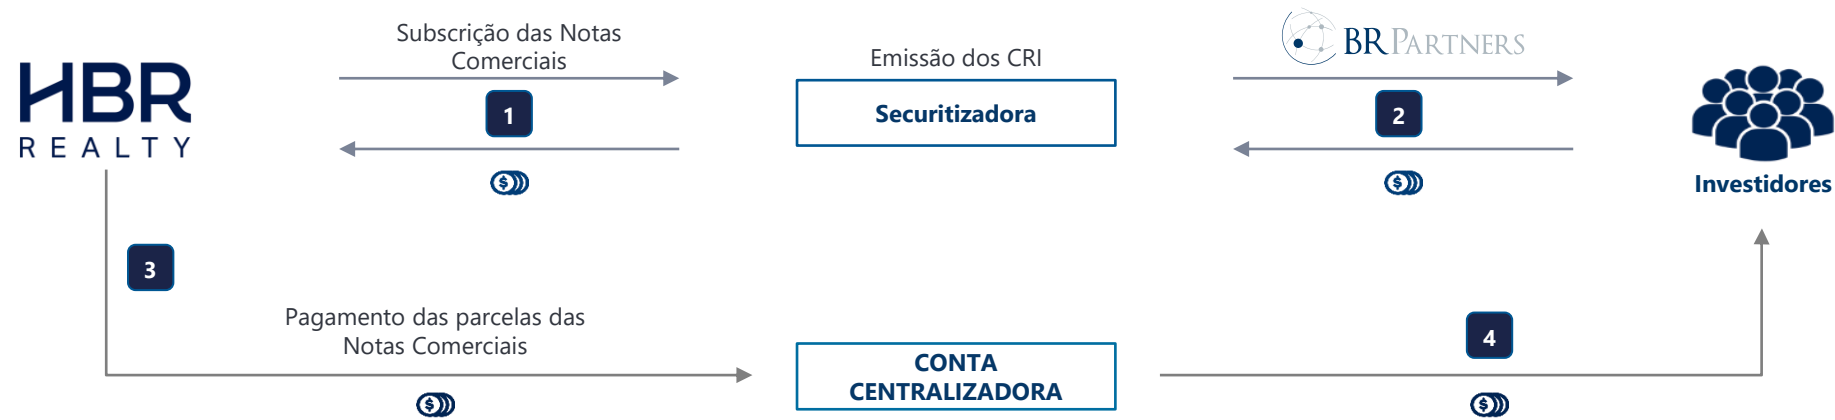 HBR
REALTY
Subscrição das Notas
Comerciais
1
Emissão dos CRI
Securitizadora
BR PARTNERS
2
Investidores
3
Pagamento das parcelas das
Notas Comerciais
CONTA
CENTRALIZADORA
4